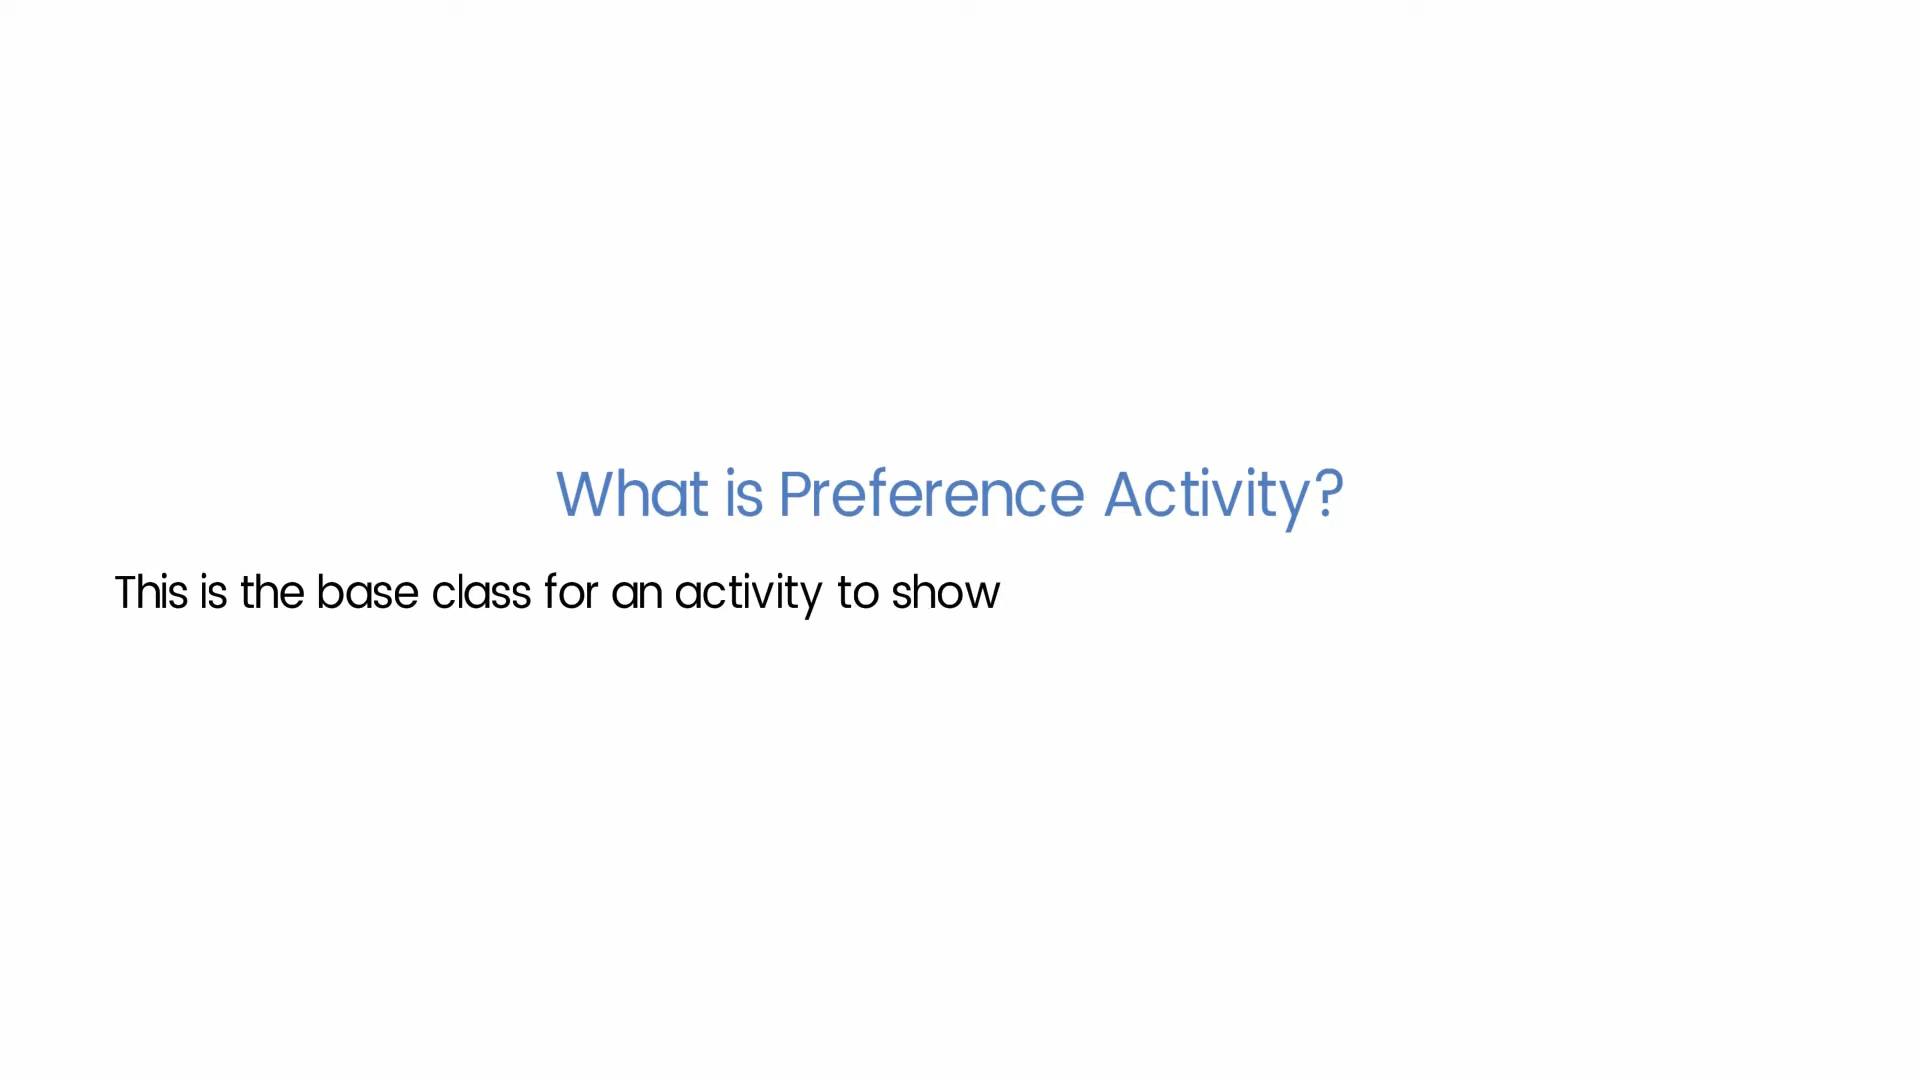 What is Preference Activity?
This is the base class for an activity to show